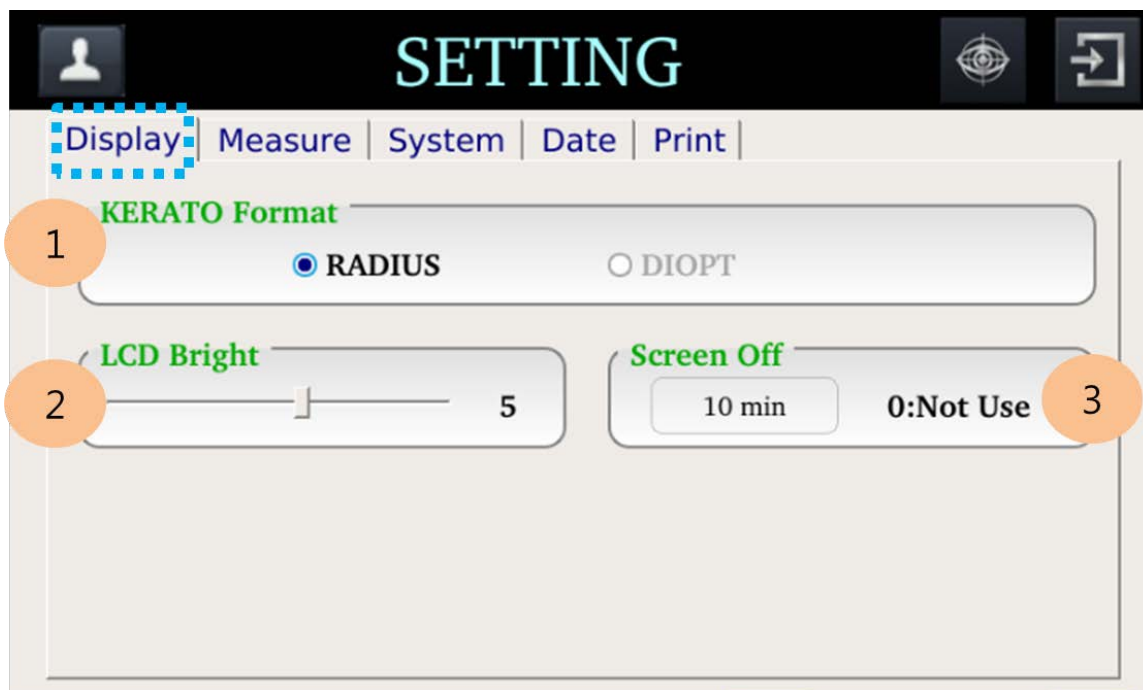 SETTING
Display | Measure | System | Date | Print |
1
KERATO Format
RADIUS DIOPT
LCD Bright
2
5
Screen Off
10 min 0:Not Use
3